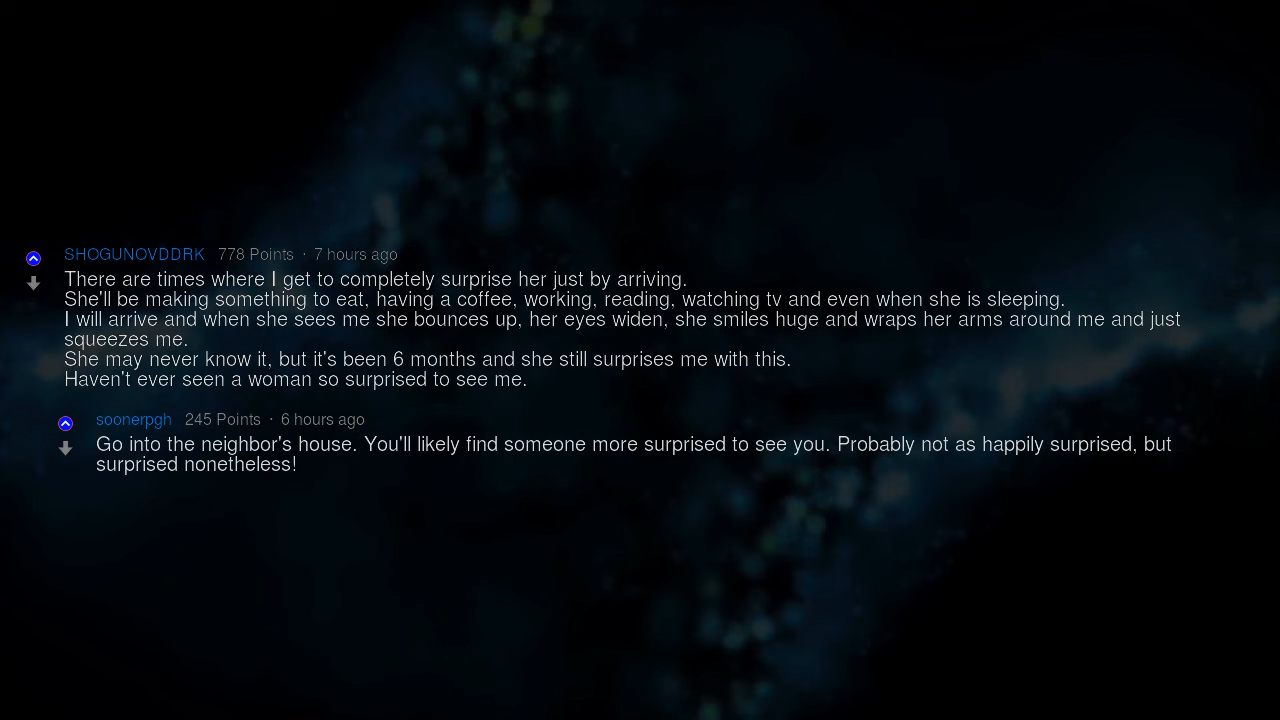 SHOGUNOVDDRK 778 Points · 7 hours ago
There are times where I get to completely surprise her just by arriving.
She'll be making something to eat, having a coffee, working, reading, watching tv and even when she is sleeping.
I will arrive and when she sees me she bounces up, her eyes widen, she smiles huge and wraps her arms around me and just
squeezes me.
She may never know it, but it's been 6 months and she still surprises me with this.
Haven't ever seen a woman so surprised to see me.
soonerpgh 245 Points · 6 hours ago
Go into the neighbor's house. You'll likely find someone more surprised to see you. Probably not as happily surprised, but
surprised nonetheless!